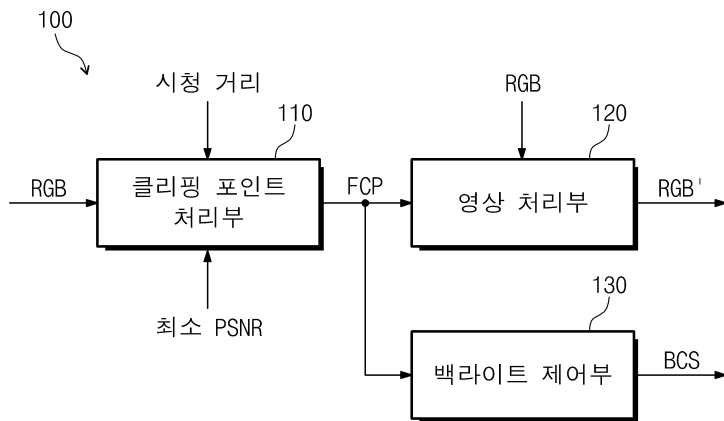 100
시청 거리
RGB
110
120
RGB
클리핑 포인트
처리부
FCP
영상 처리부
RGB'
최소 PSNR
130
백라이트 제어부
BCS